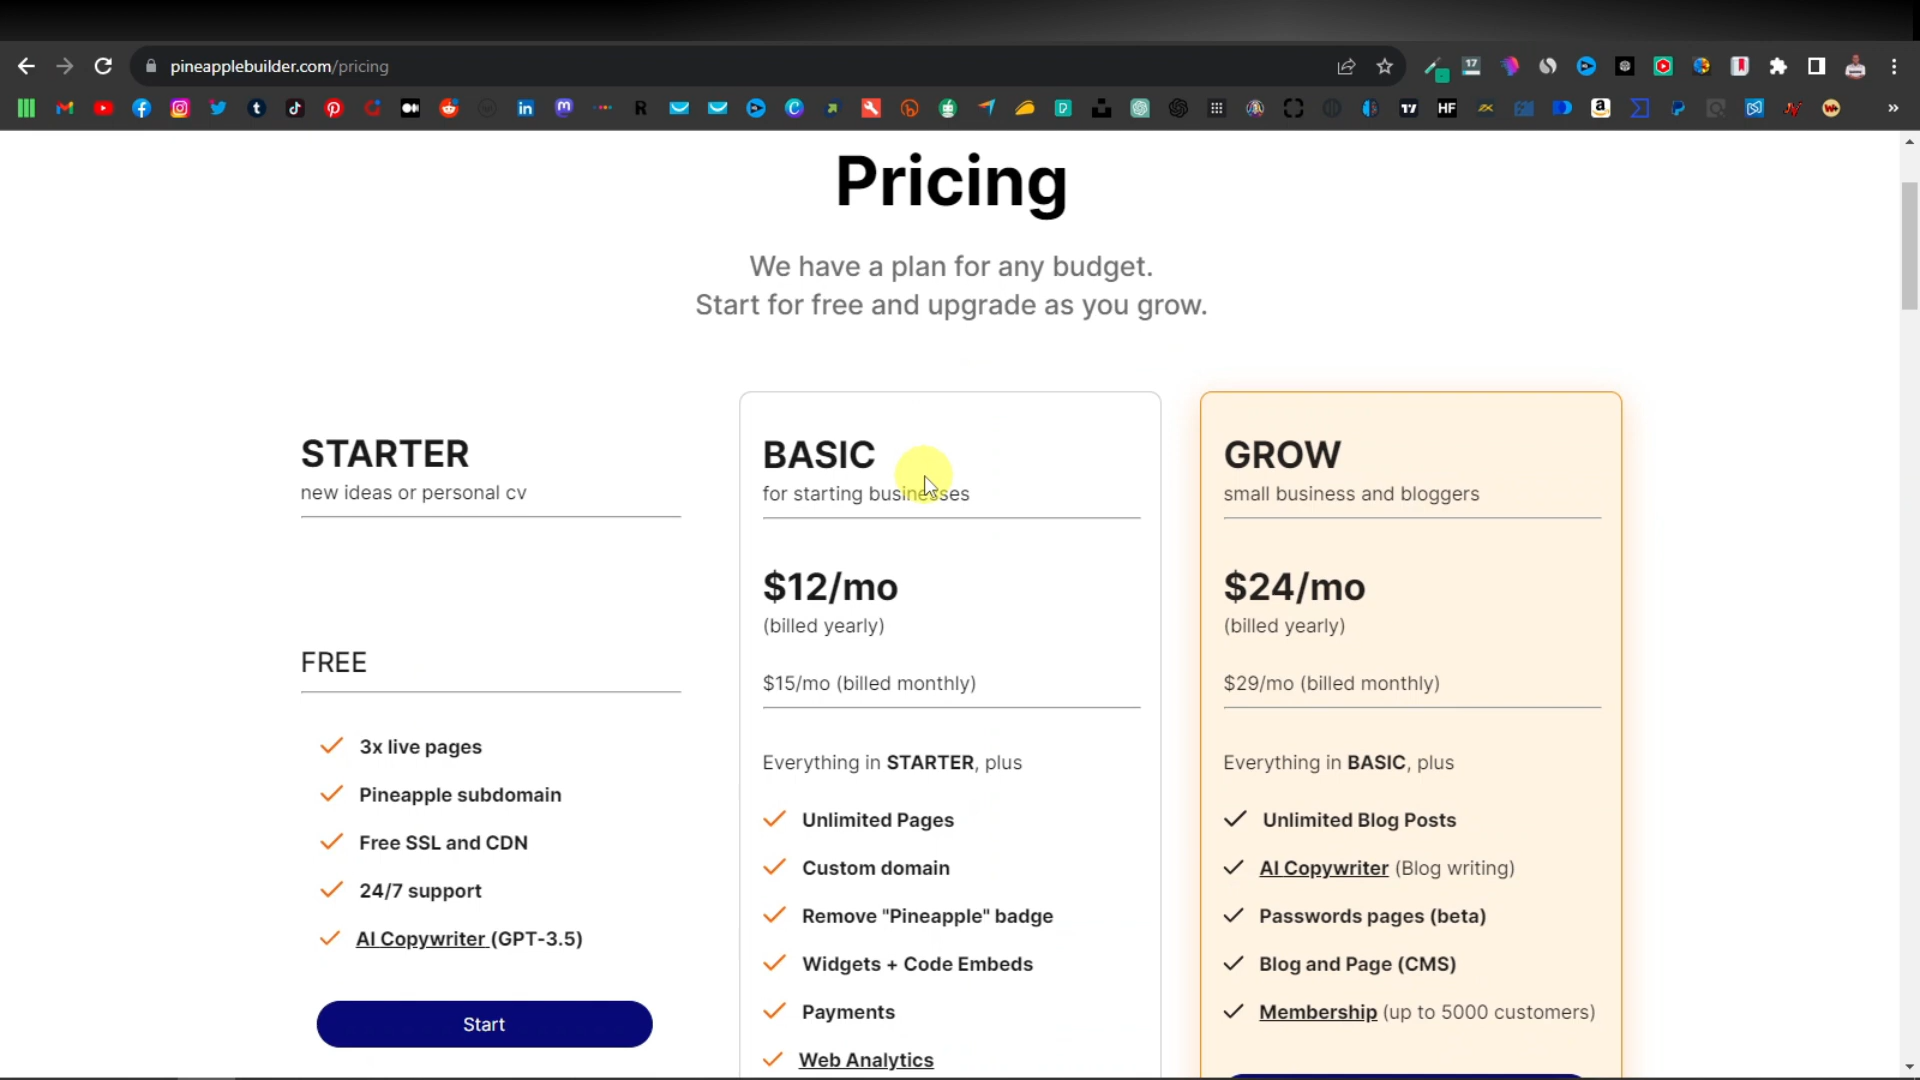 pineapplebuilder.com/pricing
Pricing
We have a plan for any budget.
Start for free and upgrade as you grow.
STARTER
new ideas or personal cv
FREE
3x live pages
Pineapple subdomain
Free SSL and CDN
24/7 support
AI Copywriter (GPT-3.5)
Start
BASIC
for starting businesses
$12/mo
(billed yearly)
$15/mo (billed monthly)
Everything in STARTER, plus
Unlimited Pages
Custom domain
Remove "Pineapple" badge
Widgets + Code Embeds
Payments
Web Analytics
GROW
small business and bloggers
$24/mo
(billed yearly)
$29/mo (billed monthly)
Everything in BASIC, plus
Unlimited Blog Posts
AI Copywriter (Blog writing)
Passwords pages (beta)
Blog and Page (CMS)
Membership (up to 5000 customers)